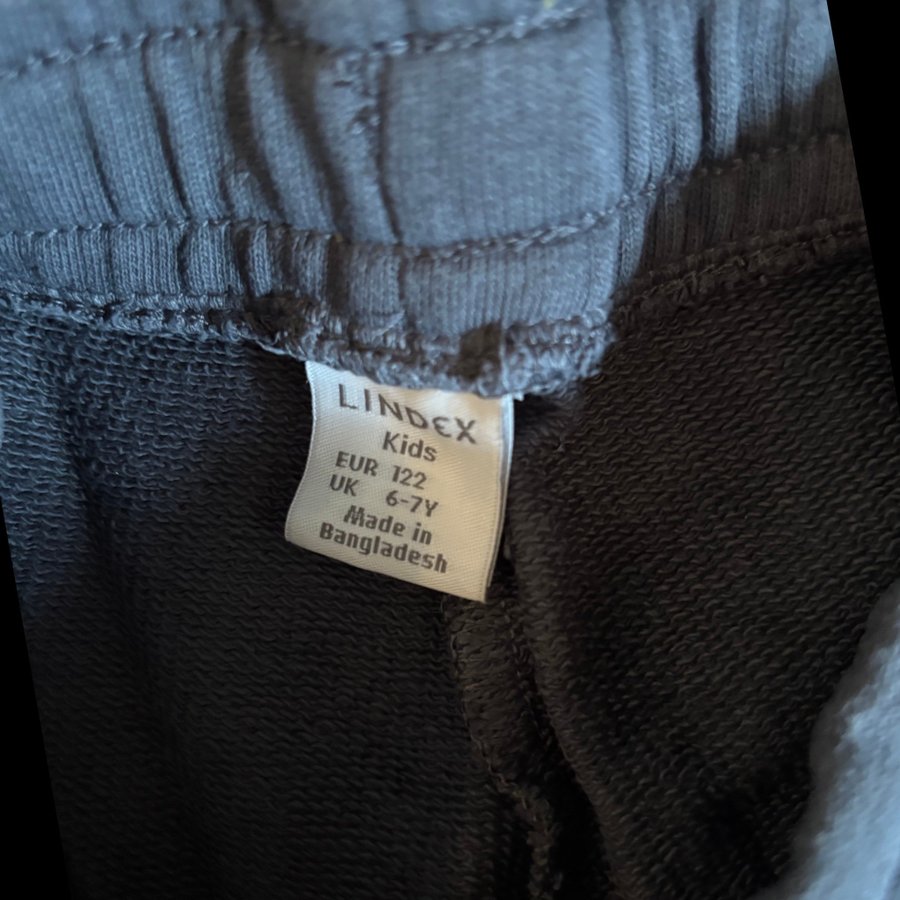 LINDEX
Kids
EUR 122
UK 6-7Y
Made in
Bangladesh